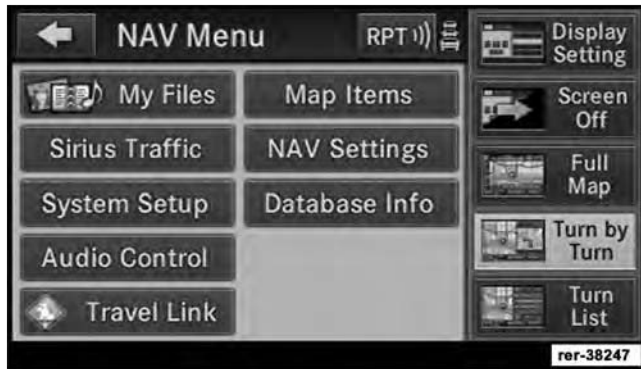 NAV Menu
RPT
My Files
Map Items
Sirius Traffic
NAV Settings
System Setup
Database Info
Audio Control
Travel Link
Display
Setting
Screen
Off
Full
Map
Turn by
Turn
Turn
List
rer-38247